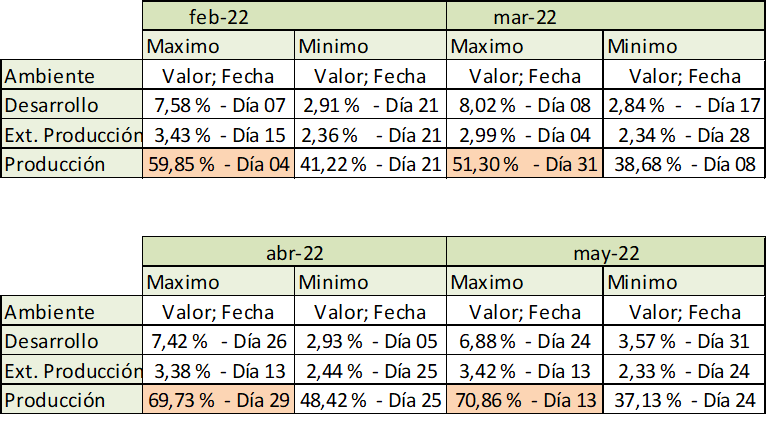 feb-22 mar-22
Maximo Minimo Maximo Minimo
Ambiente Valor; Fecha Valor; Fecha Valor; Fecha Valor; Fecha
Desarrollo 7,58 % - Día 07 2,91 % - Día 21 8,02 % - Día 08 2,84 % - - Día 17
Ext. Producción 3,43 % - Día 15 2,36 % - Día 21 2,99 % - Día 04 2,34 % - Día 28
Producción 59,85 % - Día 04 41,22 % - Día 21 51,30 % - Día 31 38,68 % - Día 08
abr-22 may-22
Maximo Minimo Maximo Minimo
Ambiente Valor; Fecha Valor; Fecha Valor; Fecha Valor; Fecha
Desarrollo 7,42 % - Día 26 2,93 % - Día 05 6,88 % - Día 24 3,57 % - Día 31
Ext. Producción 3,38 % - Día 13 2,44 % - Día 25 3,42 % - Día 13 2,33 % - Día 24
Producción 69,73 % - Día 29 48,42 % - Día 25 70,86 % - Día 13 37,13 % - Día 24